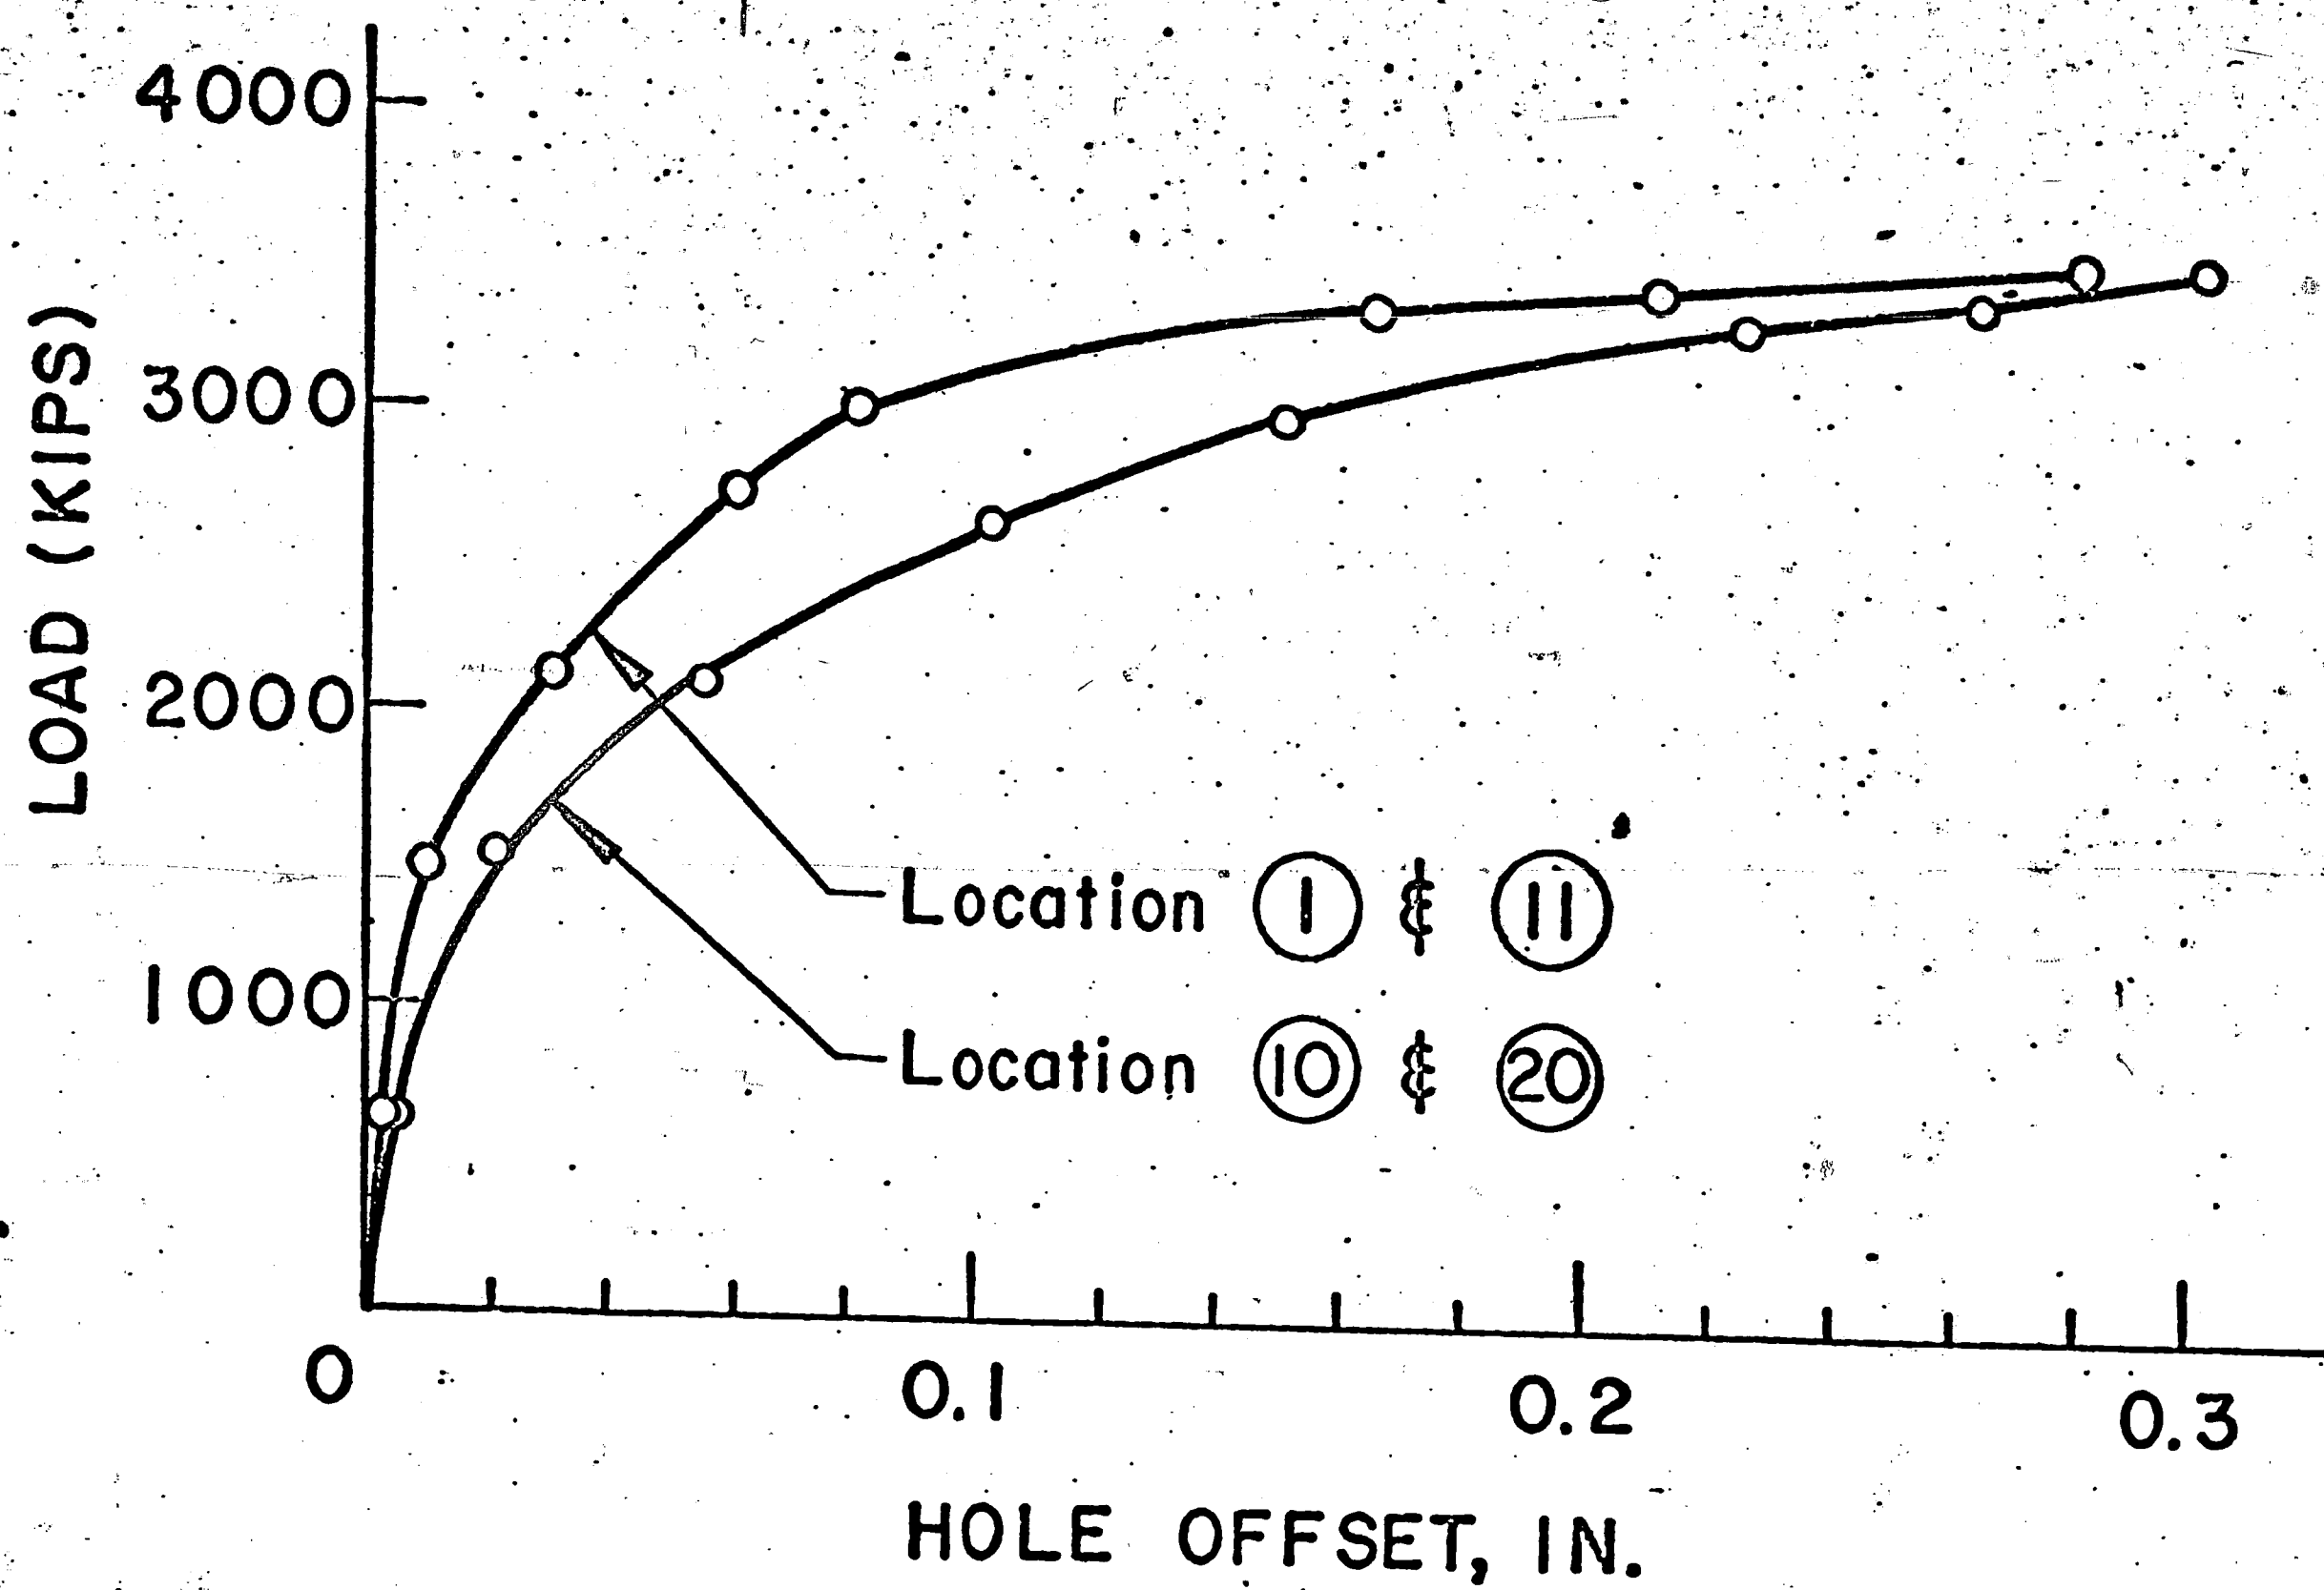 LOAD (KIPS)
4000
3000
2000
1000
0
Location 1 & 11
Location 10 & 20
0.1
0.2
0.3
HOLE OFFSET, IN.